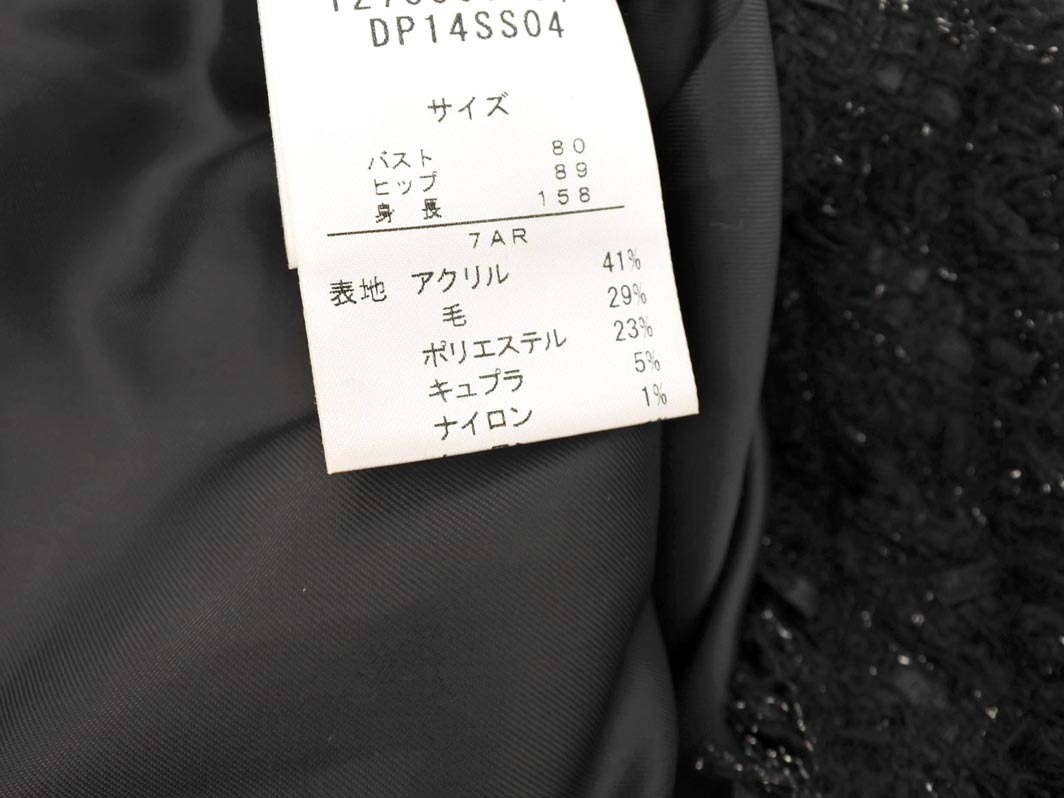 DP14SS04
サイズ
バスト 80
ヒップ 89
身長 158
7AR
表地 アクリル 41%
毛 29%
ポリエステル 23%
キュプラ 5%
ナイロン 1%